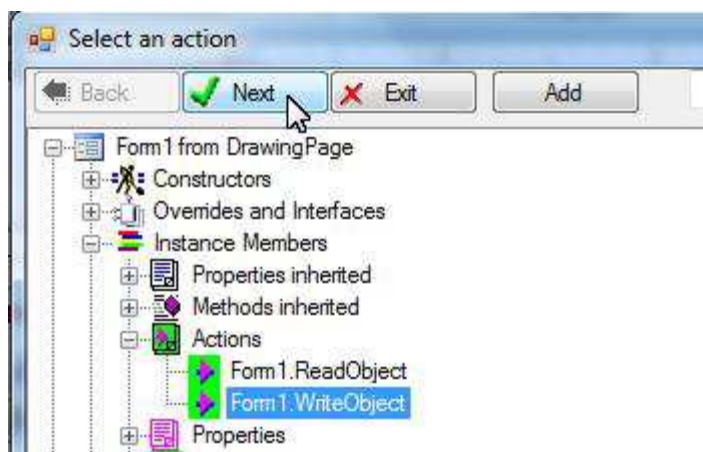 Select an action
Back Next Exit Add
Form1 from DrawingPage
Constructors
Overrides and Interfaces
Instance Members
Properties inherited
Methods inherited
Actions
Form1.ReadObject
Form1.WriteObject
Properties